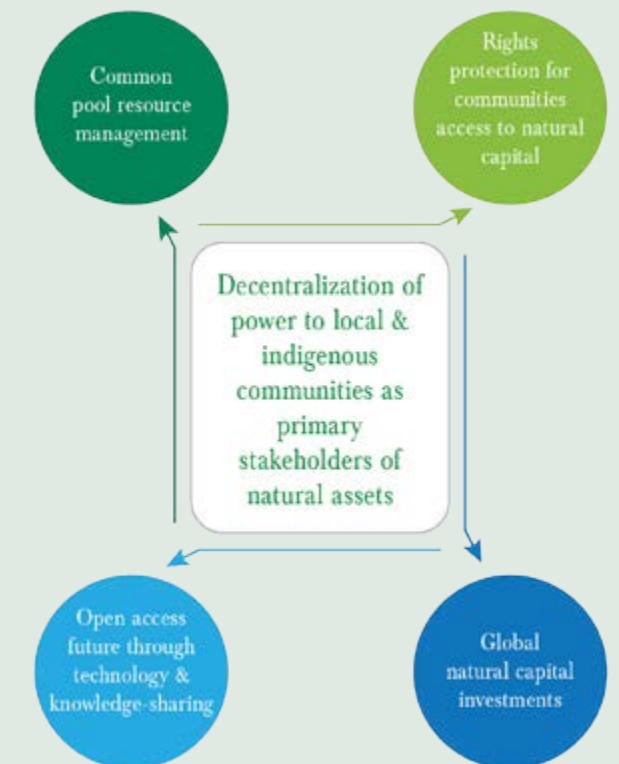 Common
pool resource
management
Rights
protection for
communities
access to natural
capital
Decentralization of
power to local &
indigenous
communities as
primary
stakeholders of
natural assets
Open access
future through
technology &
knowledge-sharing
Global
natural capital
investments